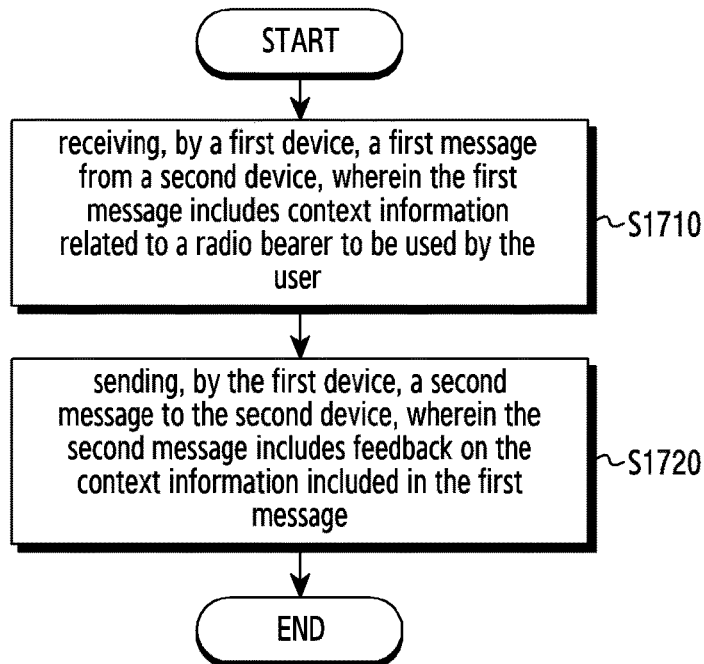 START
receiving, by a first device, a first message
from a second device, wherein the first
message includes context information
related to a radio bearer to be used by the
user
S1710
sending, by the first device, a second
message to the second device, wherein the
second message includes feedback on the
context information included in the first
message
S1720
END